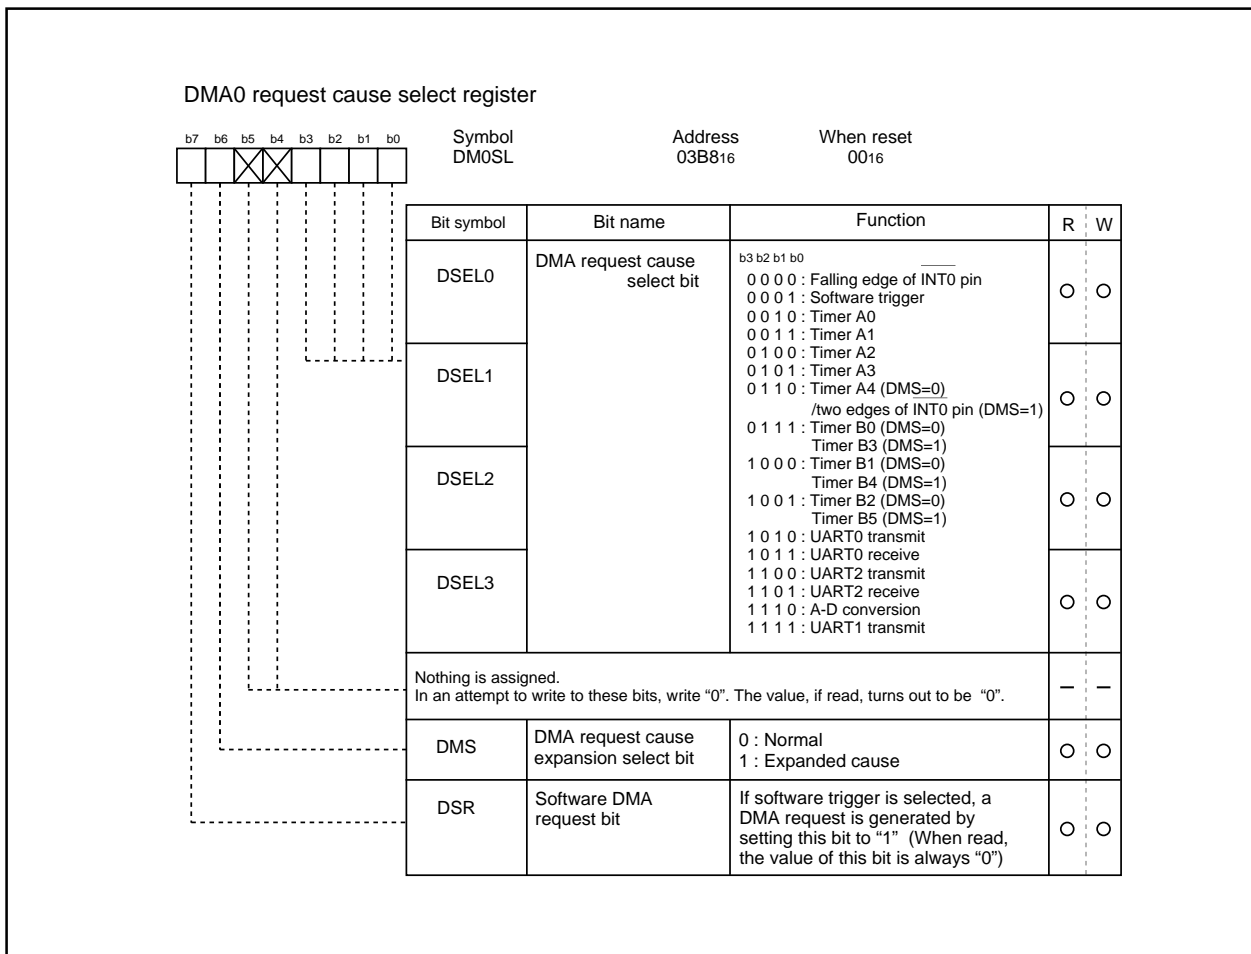 DMA0 request cause select register
b7 b6 b5 b4 b3 b2 b1 b0
Symbol Address When reset
DM0SL 03B816 0016
Bit symbol Bit name Function R W
DSEL0
DMA request cause
select bit
b3 b2 b1 b0
0 0 0 0 : Falling edge of INT0 pin
0 0 0 1 : Software trigger
0 0 1 0 : Timer A0
0 0 1 1 : Timer A1
0 1 0 0 : Timer A2
0 1 0 1 : Timer A3
0 1 1 0 : Timer A4 (DMS=0)
/two edges of INT0 pin (DMS=1)
0 1 1 1 : Timer B0 (DMS=0)
Timer B3 (DMS=1)
1 0 0 0 : Timer B1 (DMS=0)
Timer B4 (DMS=1)
1 0 0 1 : Timer B2 (DMS=0)
Timer B5 (DMS=1)
1 0 1 0 : UART0 transmit
1 0 1 1 : UART0 receive
1 1 0 0 : UART2 transmit
1 1 0 1 : UART2 receive
1 1 1 0 : A-D conversion
1 1 1 1 : UART1 transmit
DSEL1
DSEL2
DSEL3
Nothing is assigned.
In an attempt to write to these bits, write “0”. The value, if read, turns out to be “0”.
– –
DMS
DMA request cause
expansion select bit
0 : Normal
1 : Expanded cause
DSR
Software DMA
request bit
If software trigger is selected, a
DMA request is generated by
setting this bit to “1” (When read,
the value of this bit is always “0”)